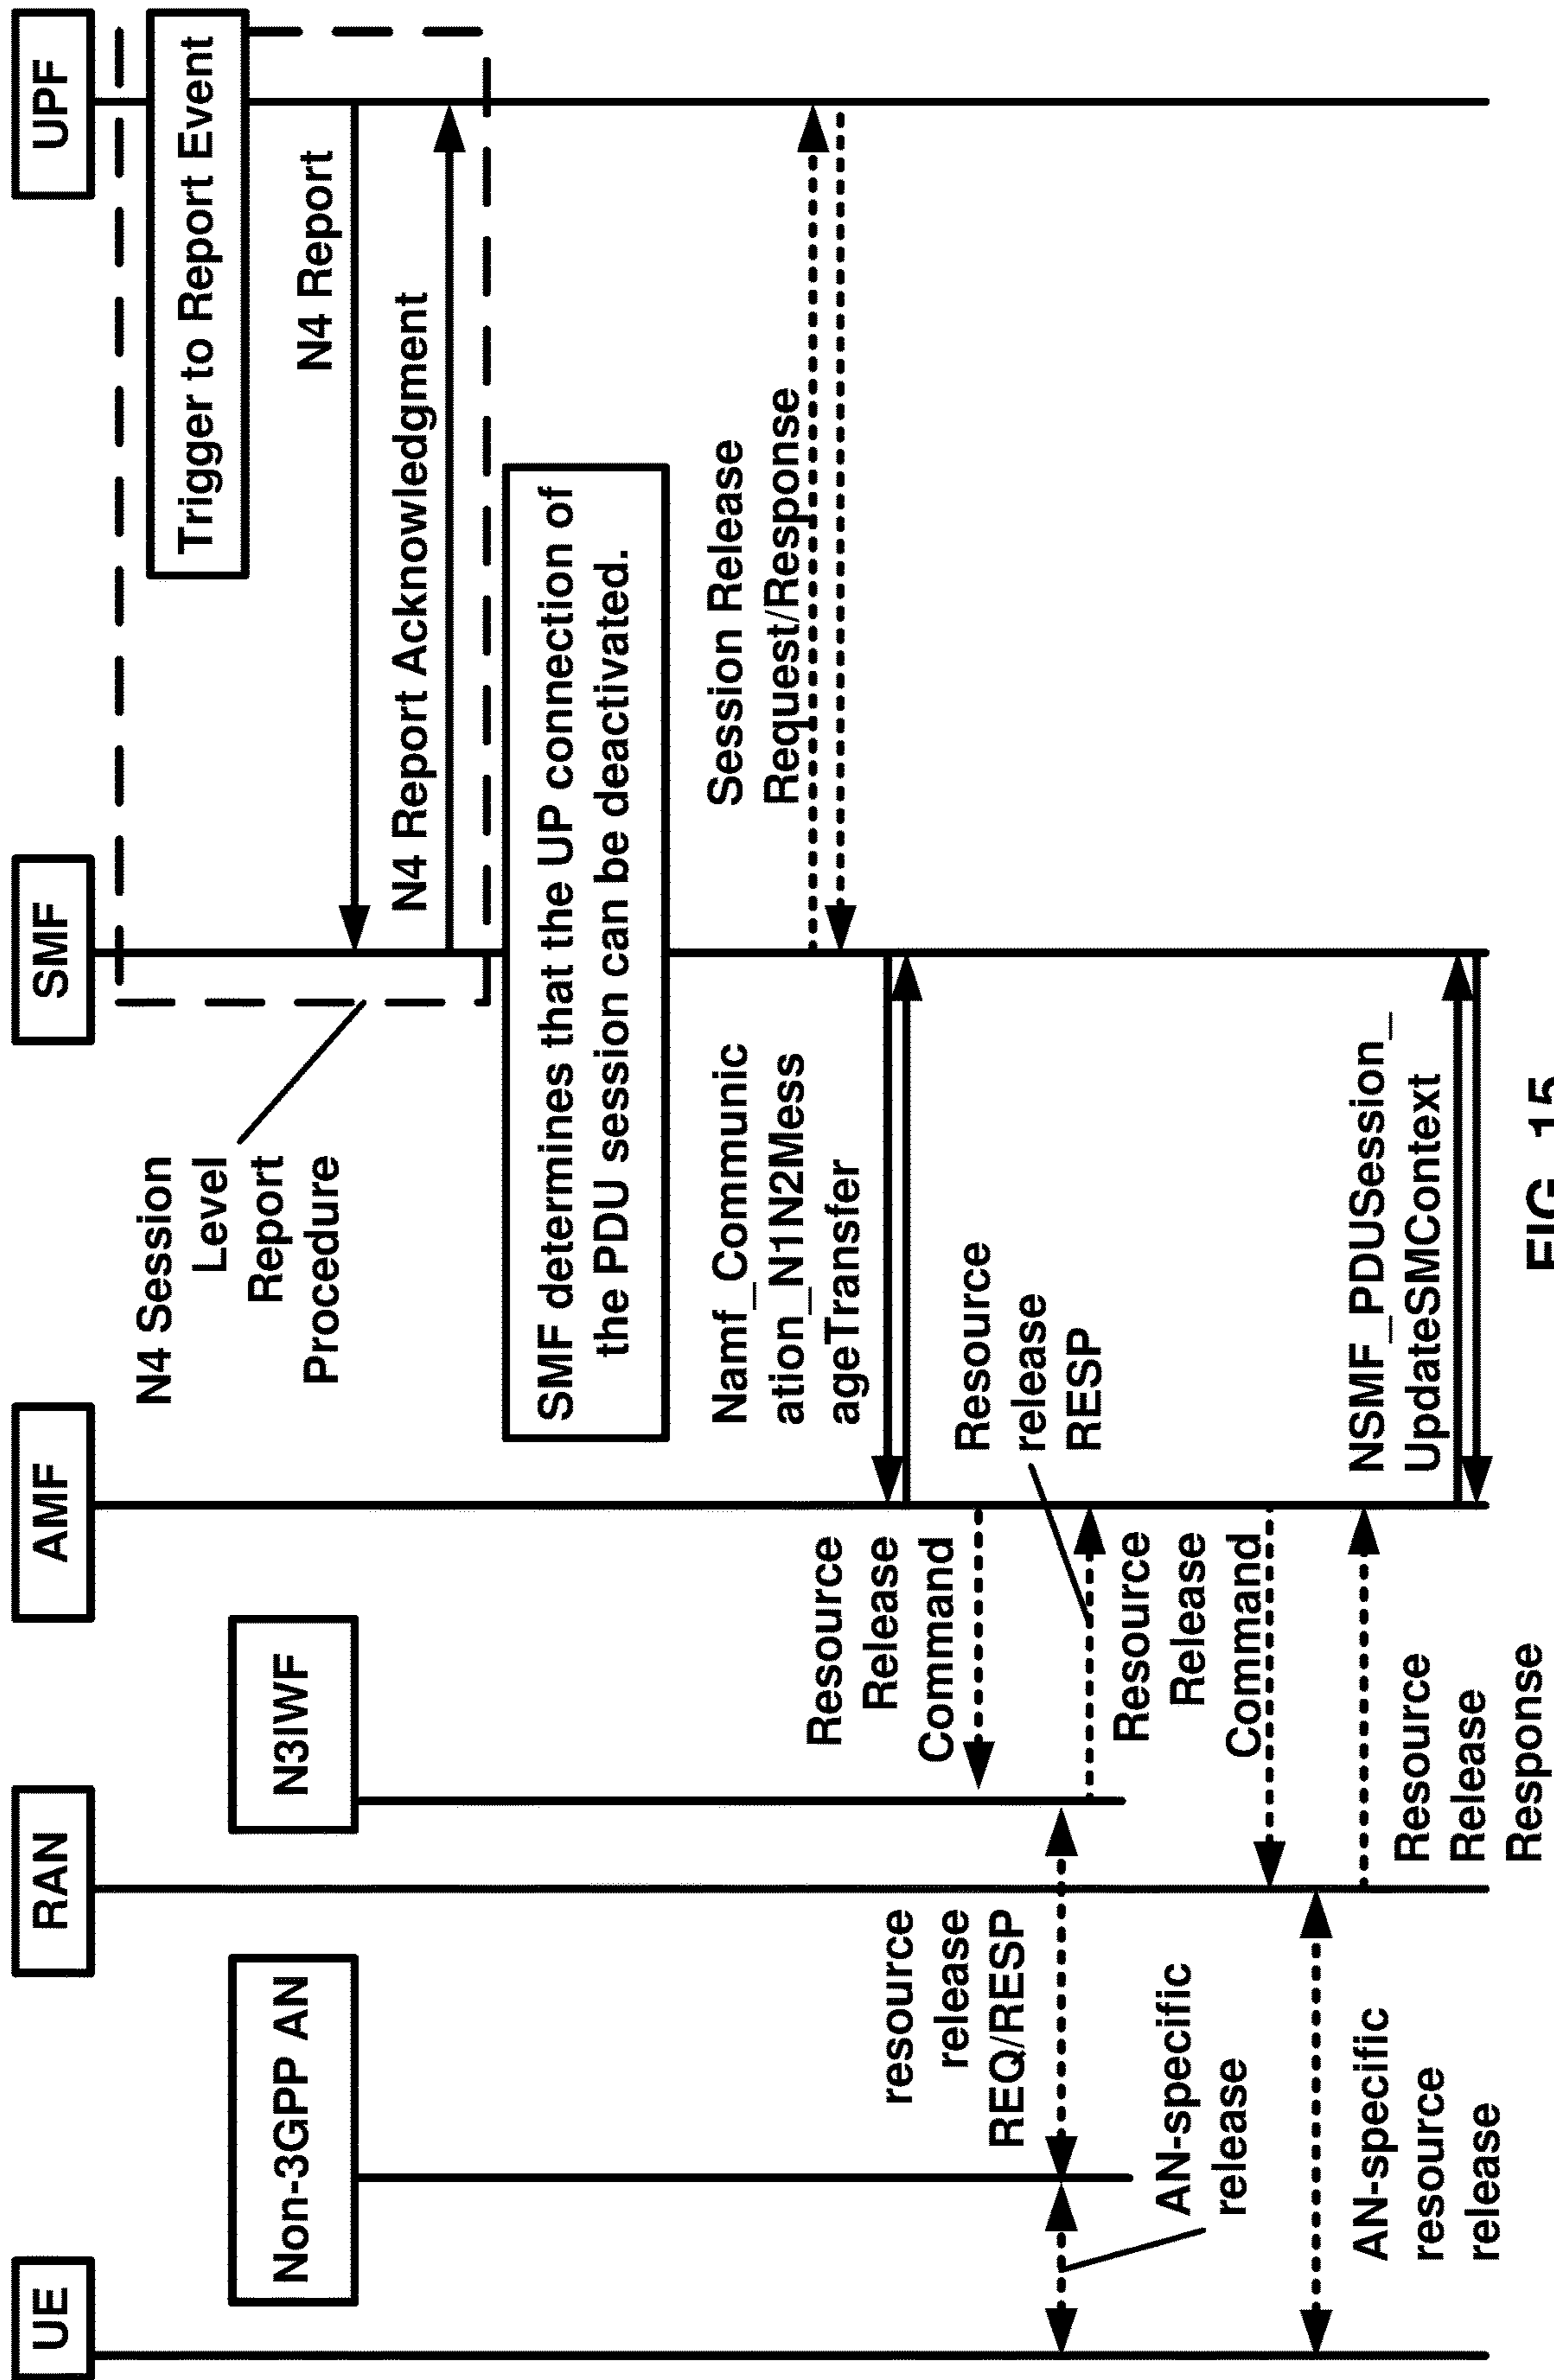 UE
Non-3GPP AN
RAN
N3IWF
AMF
SMF
UPF
Trigger to Report Event
N4 Session
Level
Report
Procedure
N4 Report
N4 Report Acknowledgment
SMF determines that the UP connection of
the PDU session can be deactivated.
Session Release
Request/Response
Namf_Communic
ation_N1N2Mess
ageTransfer
Resource
Release
Command
resource
release
REQ/RESP
AN-specific
release
Resource
release
RESP
Resource
Release
Command
AN-specific
resource
release
Resource
Release
Response
NSMF_PDUSession_
UpdateSMContext
FIG. 15